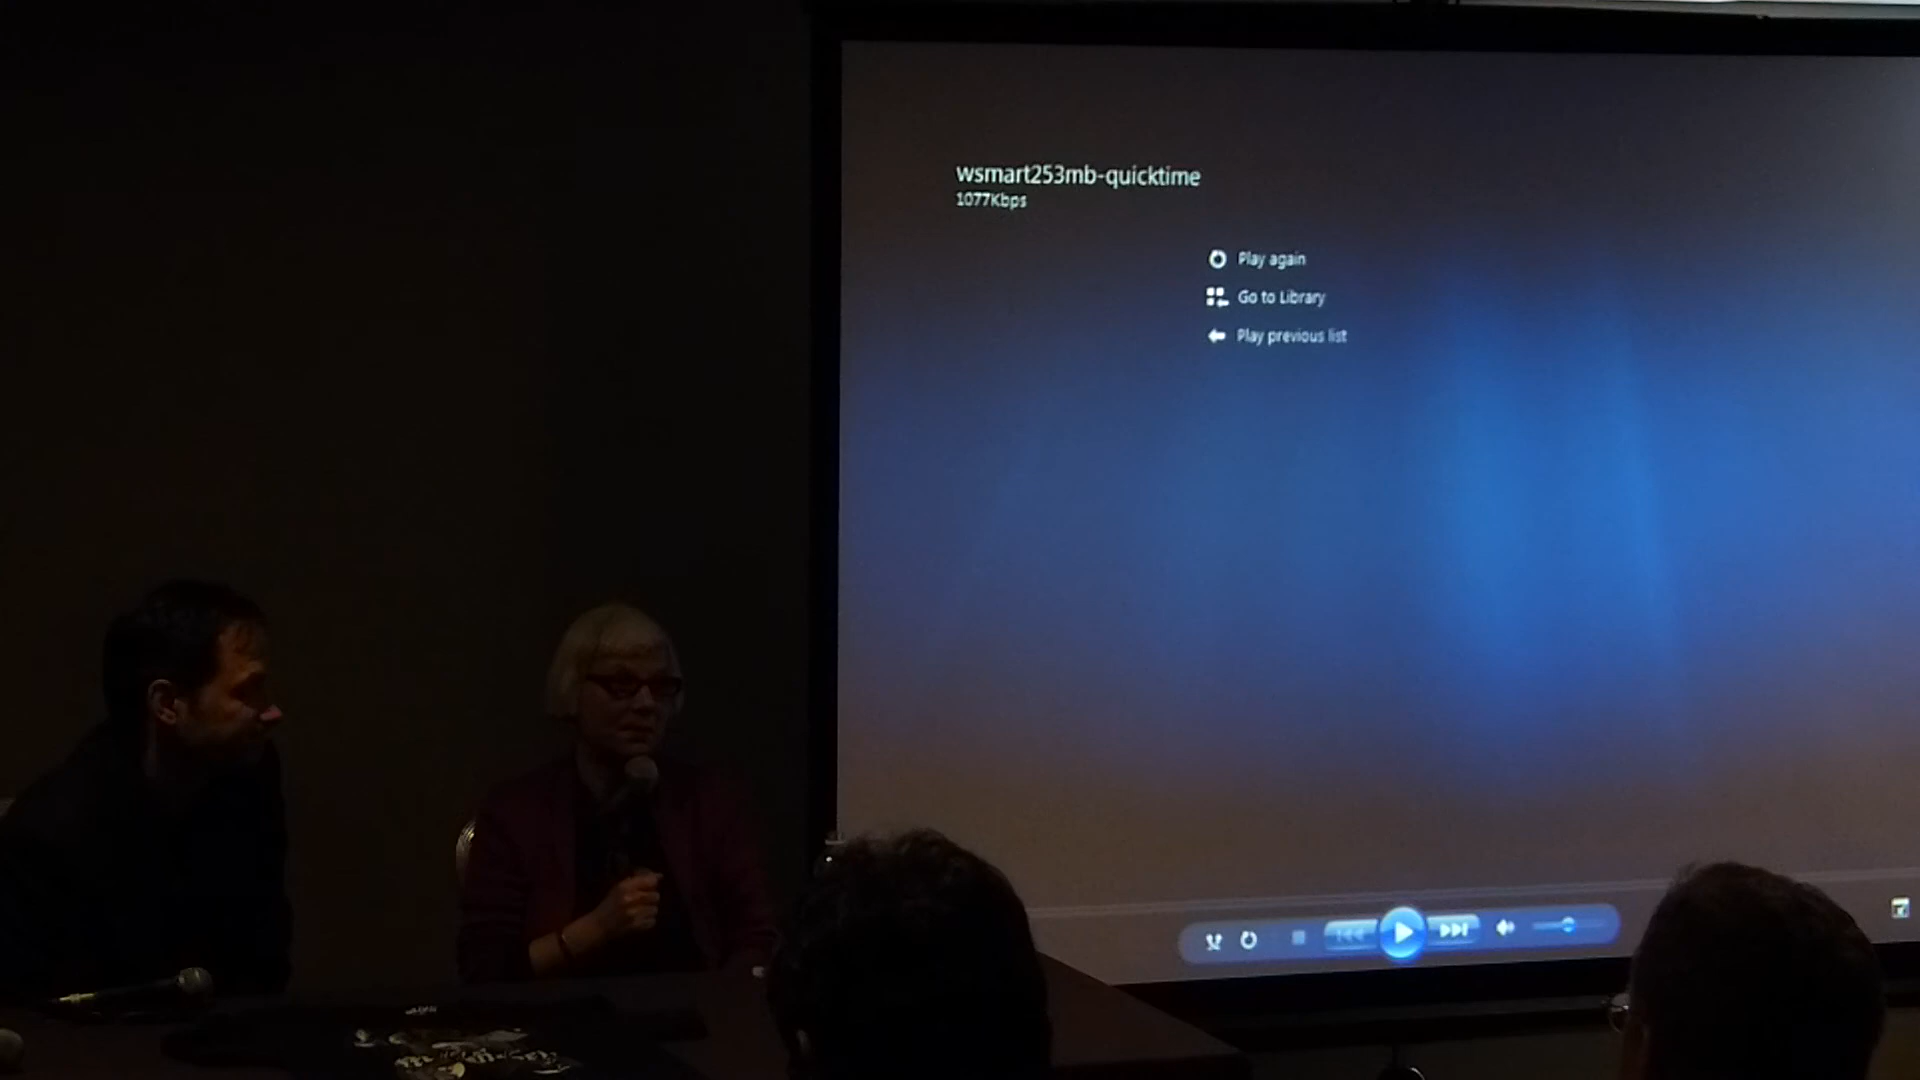 wsmart253mb-quicktime
1077Kbps
Play again
Go to Library
Play previous list